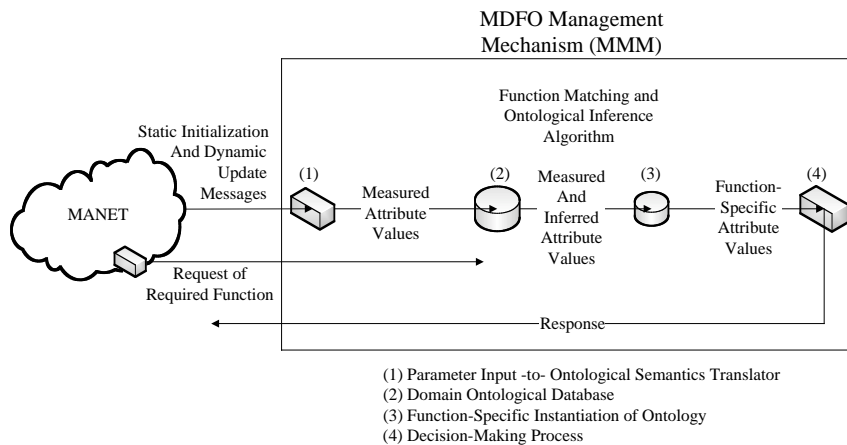 MDFO Management
Mechanism (MMM)
Function Matching and
Ontological Inference
Algorithm
Static Initialization
And Dynamic
Update
Messages
(1)
(2)
(3)
(4)
MANET
Measured
Attribute
Values
Measured
And
Inferred
Attribute
Values
Function-
Specific
Attribute
Values
Request of
Required Function
Response
(1) Parameter Input -to- Ontological Semantics Translator
(2) Domain Ontological Database
(3) Function-Specific Instantiation of Ontology
(4) Decision-Making Process